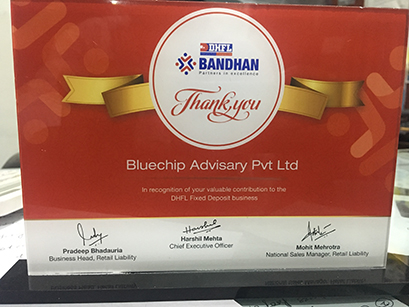 DHFL
BANDHAN
Partners in excellence
Thank you
Bluechip Advisary Pvt Ltd
In recognition of your valuable contribution to the
DHFL Fixed Deposit business
Pradeep Bhadauria
Business Head, Retail Liability
Harshil Mehta
Chief Executive Officer
Mohit Mehrotra
National Sales Manager, Retail Liability